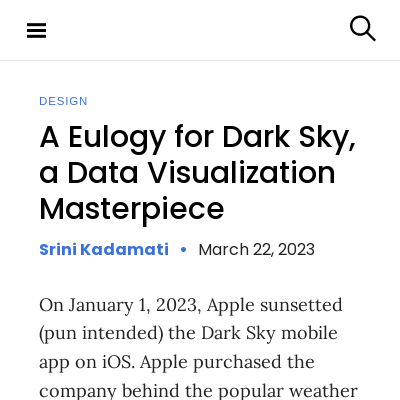 DESIGN
A Eulogy for Dark Sky,
a Data Visualization
Masterpiece
Srini Kadamati • March 22, 2023
On January 1, 2023, Apple sunsetted
(pun intended) the Dark Sky mobile
app on iOS. Apple purchased the
company behind the popular weather